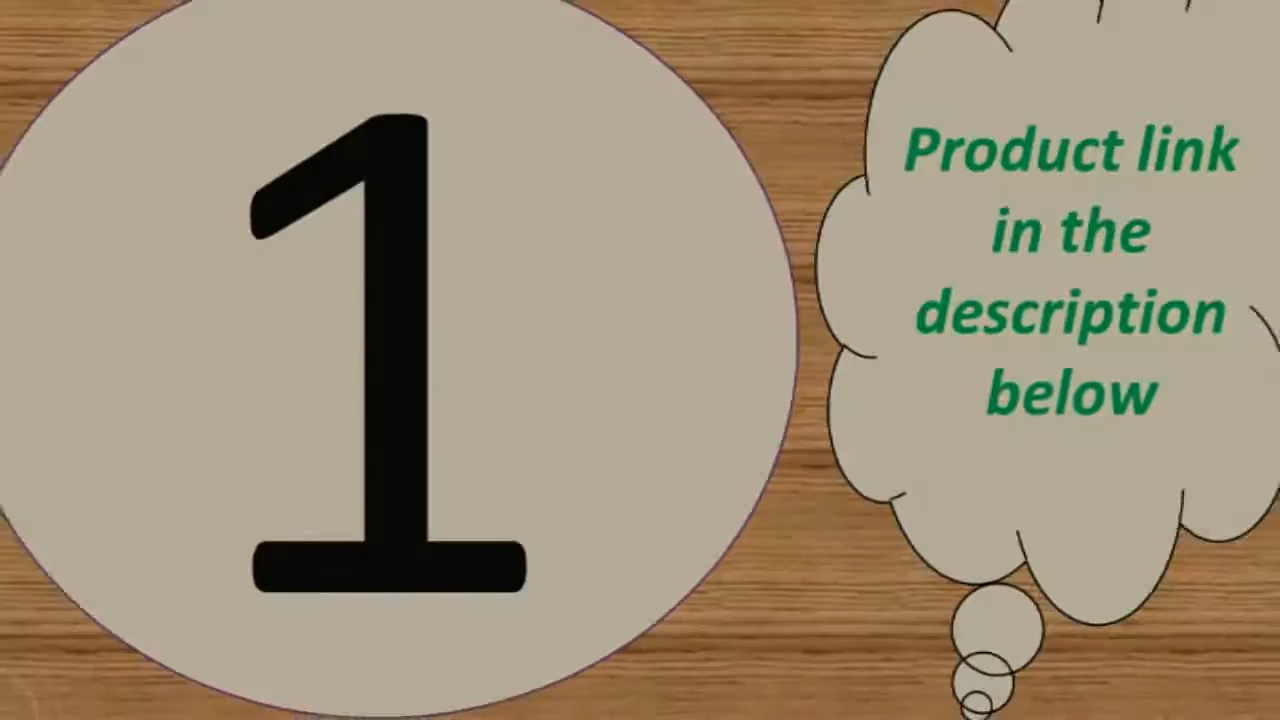 1
Product link
in the
description
below